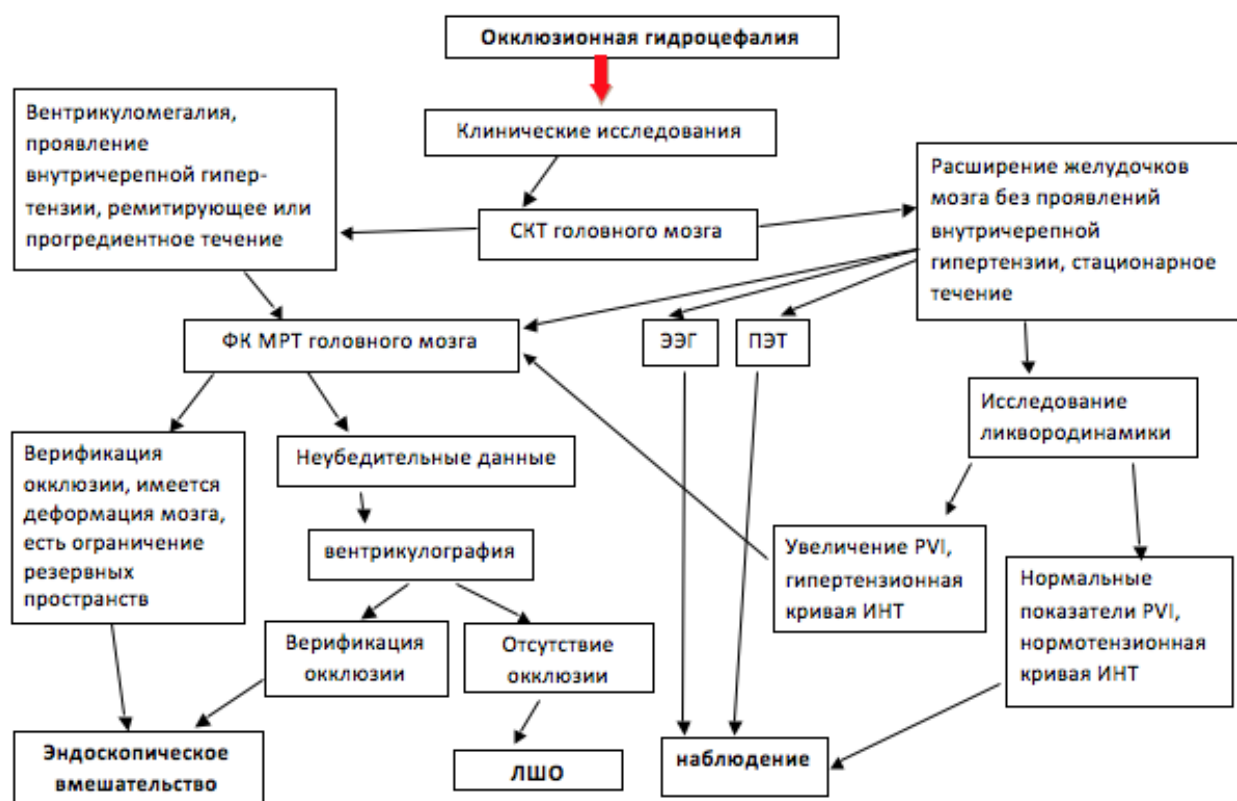 Окклюзионная гидроцефалия
Клинические исследования
СКТ головного мозга
Вентрикуломегалия,
проявление
внутричерепной гипер-
тензии, ремитирующее или
прогредиентное течение
Расширение желудочков
мозга без проявлений
внутричерепной
гипертензии, стационарное
течение
ФК МРТ головного мозга
ЭЭГ
ПЭТ
Исследование
ликвородинамики
Верификация
окклюзии, имеется
деформация мозга,
есть ограничение
резервных
пространств
Неубедительные данные
вентрикулография
Увеличение PVI,
гипертензионная
кривая ИНТ
Нормальные
показатели PVI,
нормотензионная
кривая ИНТ
Верификация
окклюзии
Отсутствие
окклюзии
Эндоскопическое
вмешательство
ЛШО
наблюдение